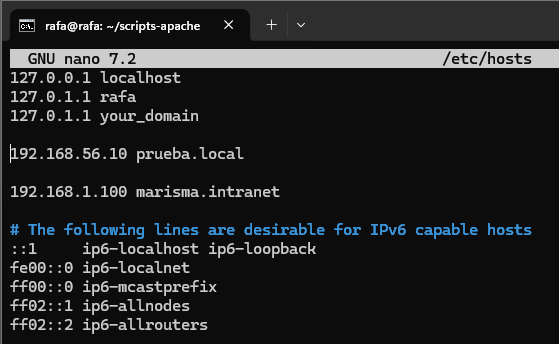 rafa@rafa: ~/scripts-apache
GNU nano 7.2 /etc/hosts
127.0.0.1 localhost
127.0.1.1 rafa
127.0.1.1 your_domain
192.168.56.10 prueba.local
192.168.1.100 marisma.intranet
# The following lines are desirable for IPv6 capable hosts
::1     ip6-localhost ip6-loopback
fe00::0 ip6-localnet
ff00::0 ip6-mcastprefix
ff02::1 ip6-allnodes
ff02::2 ip6-allrouters